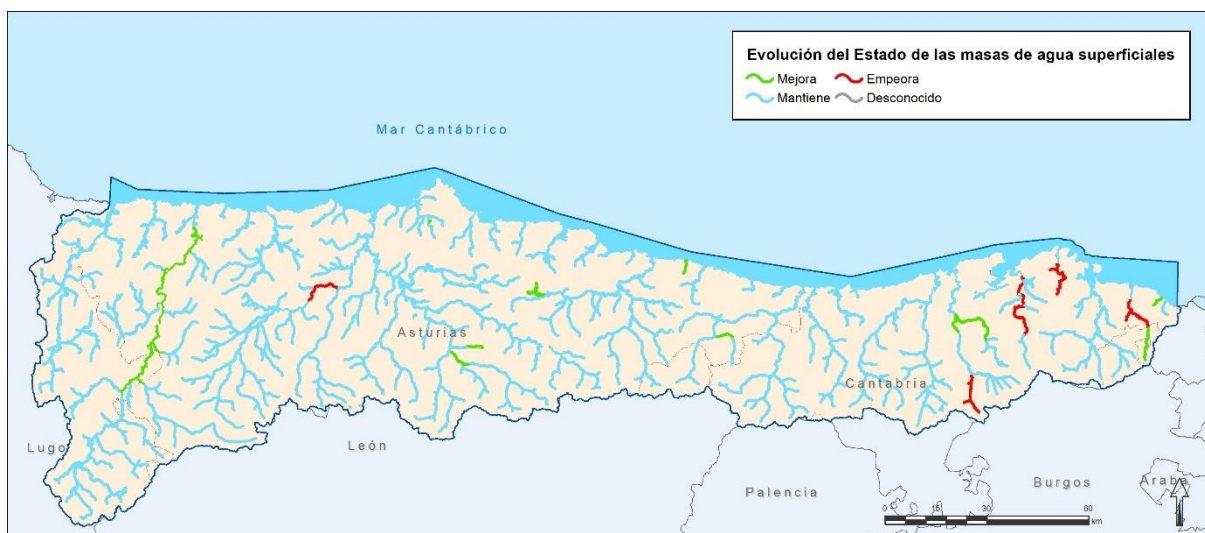 Evolución del Estado de las masas de agua superficiales
Mejora Empeora
Mantiene Desconocido
Mar Cantábrico
Asturias
Cantabria
Lugo
León
Palencia
Burgos
Araba
0 15 30 60
km